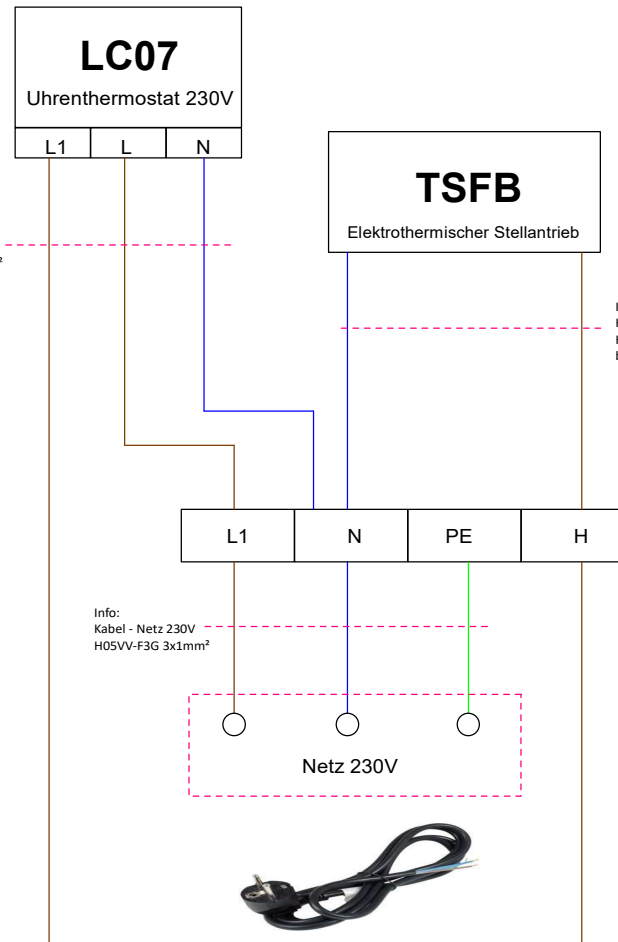 LC07
Uhrenthermostat 230V
L1 L N
TSFB
Elektrothermischer Stellantrieb
L1 N PE H
Info:
Kabel - Netz 230V
H05VV-F3G 3x1mm²
Netz 230V